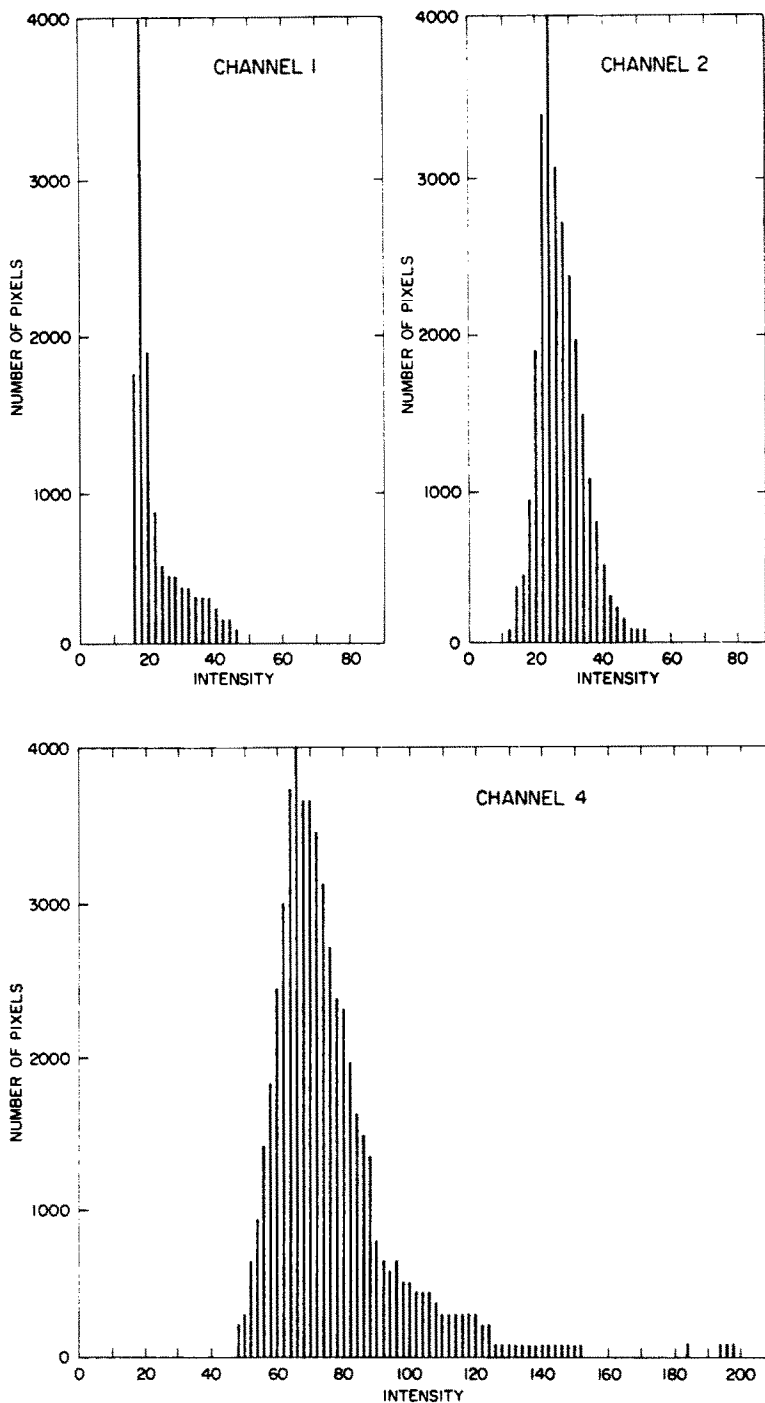 CHANNEL 1
4000
3000
2000
1000
0
NUMBER OF PIXELS
0 20 40 60 80
INTENSITY
CHANNEL 2
4000
3000
2000
1000
0
NUMBER OF PIXELS
0 20 40 60 80
INTENSITY
CHANNEL 4
4000
3000
2000
1000
0
NUMBER OF PIXELS
0 20 40 60 80 100 120 140 160 180 200
INTENSITY